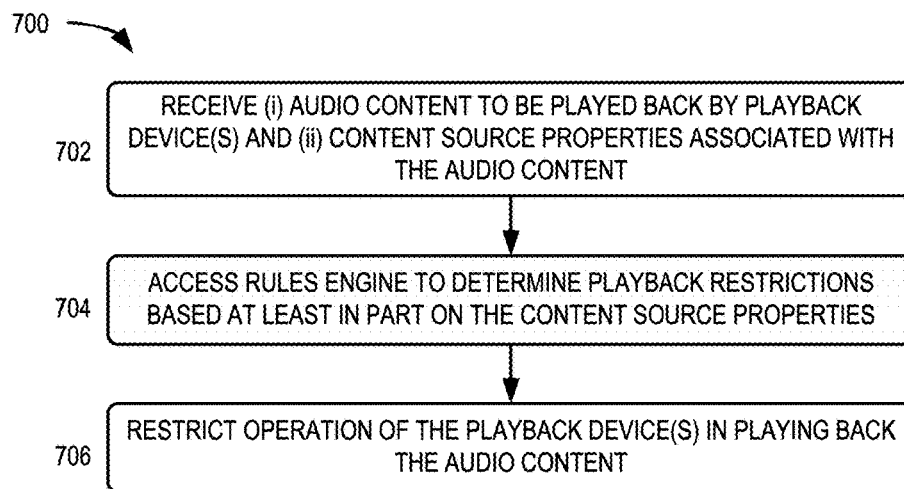 700
702
RECEIVE (i) AUDIO CONTENT TO BE PLAYED BACK BY PLAYBACK
DEVICE(S) AND (ii) CONTENT SOURCE PROPERTIES ASSOCIATED WITH
THE AUDIO CONTENT
704
ACCESS RULES ENGINE TO DETERMINE PLAYBACK RESTRICTIONS
BASED AT LEAST IN PART ON THE CONTENT SOURCE PROPERTIES
706
RESTRICT OPERATION OF THE PLAYBACK DEVICE(S) IN PLAYING BACK
THE AUDIO CONTENT